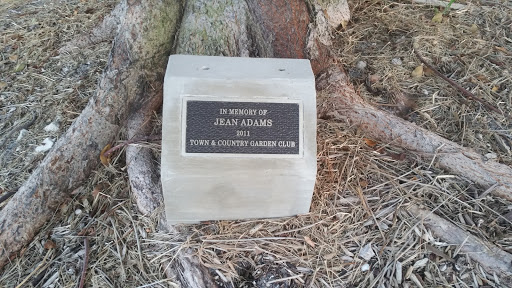 IN MEMORY OF
JEAN ADAMS
2011
TOWN & COUNTRY GARDEN CLUB